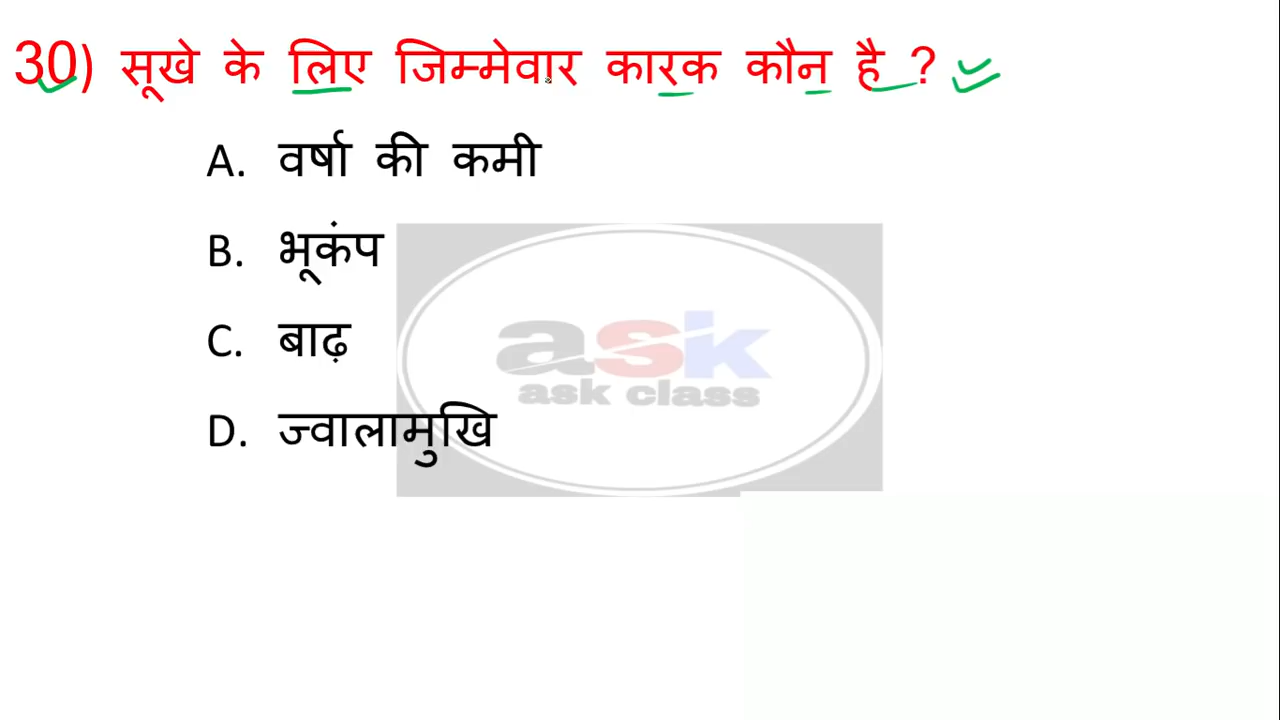 30) सूखे के लिए जिम्मेवार कारक कौन है ?
A. वर्षा की कमी
B. भूकंप
C. बाढ़
D. ज्वालामुखि
ask
ask class